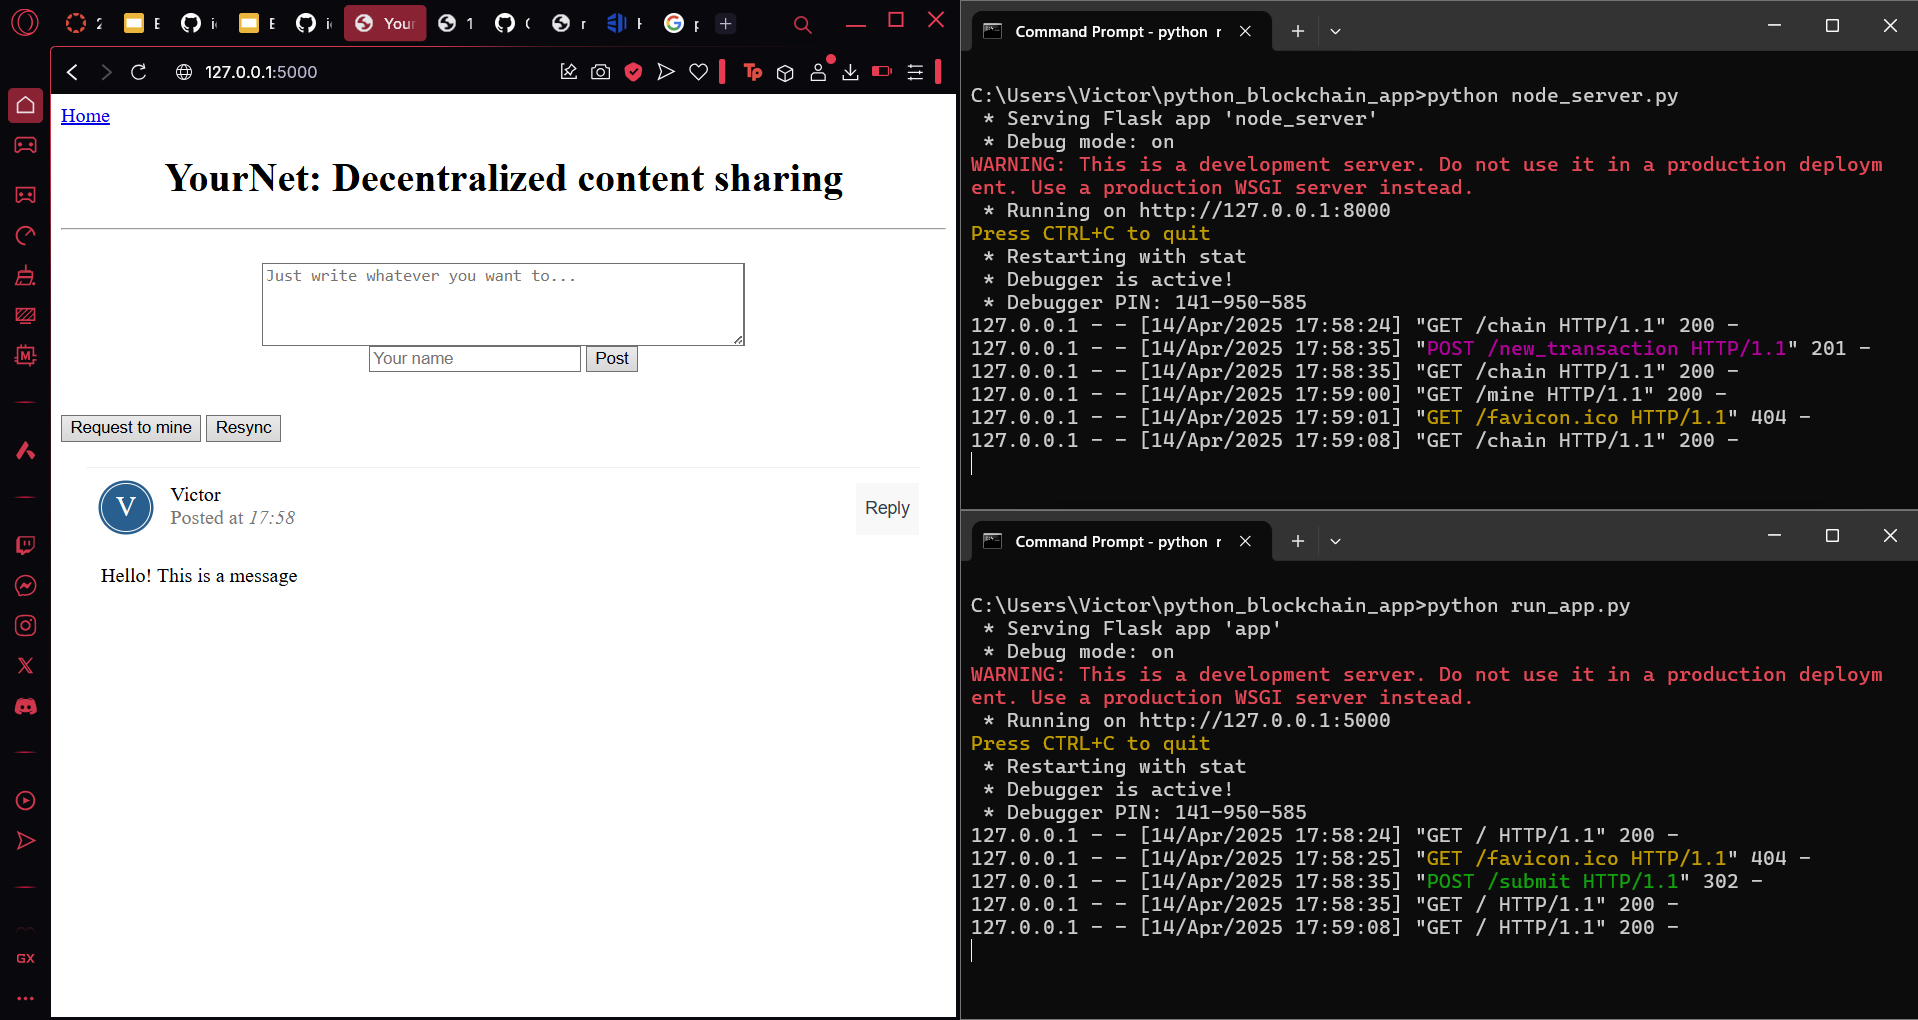 2 E i E i Your 1 C r H p
127.0.0.1:5000
Home
YourNet: Decentralized content sharing
Just write whatever you want to...
Your name Post
Request to mine Resync
V
Victor
Posted at 17:58
Reply
Hello! This is a message
M
GX
Tp
Command Prompt - python r
C:\Users\Victor\python_blockchain_app>python node_server.py
* Serving Flask app 'node_server'
* Debug mode: on
WARNING: This is a development server. Do not use it in a production deploym
ent. Use a production WSGI server instead.
* Running on http://127.0.0.1:8000
Press CTRL+C to quit
* Restarting with stat
* Debugger is active!
* Debugger PIN: 141-950-585
127.0.0.1 - - [14/Apr/2025 17:58:24] "GET /chain HTTP/1.1" 200 -
127.0.0.1 - - [14/Apr/2025 17:58:35] "POST /new_transaction HTTP/1.1" 201 -
127.0.0.1 - - [14/Apr/2025 17:58:35] "GET /chain HTTP/1.1" 200 -
127.0.0.1 - - [14/Apr/2025 17:59:00] "GET /mine HTTP/1.1" 200 -
127.0.0.1 - - [14/Apr/2025 17:59:01] "GET /favicon.ico HTTP/1.1" 404 -
127.0.0.1 - - [14/Apr/2025 17:59:08] "GET /chain HTTP/1.1" 200 -
Command Prompt - python r
C:\Users\Victor\python_blockchain_app>python run_app.py
* Serving Flask app 'app'
* Debug mode: on
WARNING: This is a development server. Do not use it in a production deploym
ent. Use a production WSGI server instead.
* Running on http://127.0.0.1:5000
Press CTRL+C to quit
* Restarting with stat
* Debugger is active!
* Debugger PIN: 141-950-585
127.0.0.1 - - [14/Apr/2025 17:58:24] "GET / HTTP/1.1" 200 -
127.0.0.1 - - [14/Apr/2025 17:58:25] "GET /favicon.ico HTTP/1.1" 404 -
127.0.0.1 - - [14/Apr/2025 17:58:35] "POST /submit HTTP/1.1" 302 -
127.0.0.1 - - [14/Apr/2025 17:58:35] "GET / HTTP/1.1" 200 -
127.0.0.1 - - [14/Apr/2025 17:59:08] "GET / HTTP/1.1" 200 -